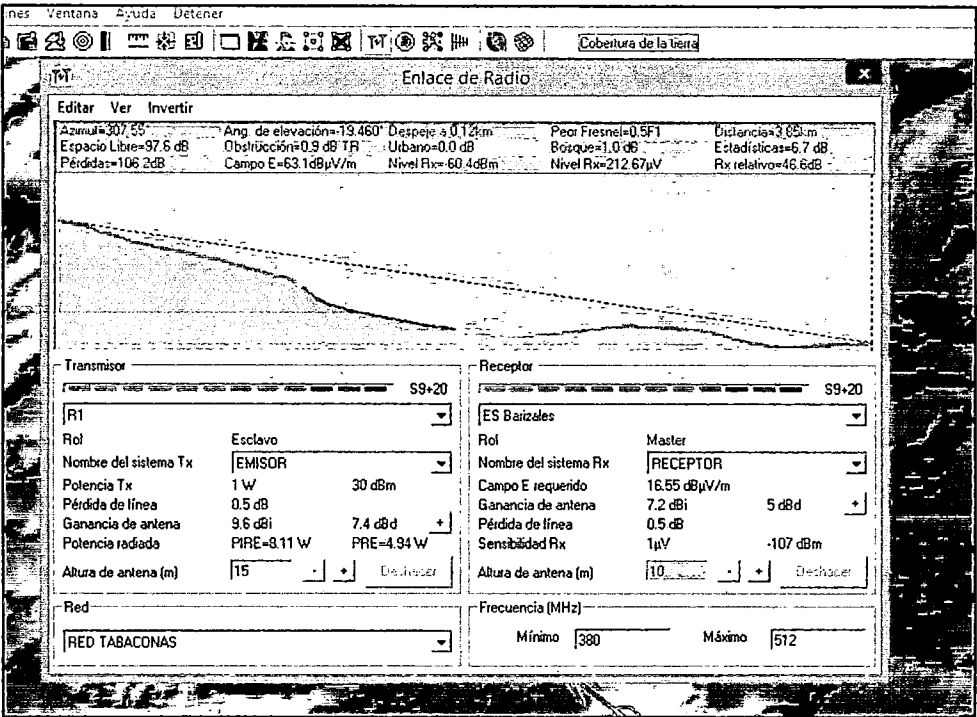 nes Ventana Ayuda Detener
Cobertura de la tierra
Enlace de Radio
Editar Ver Invertir
Azimut=307.55° Ang. de elevación=-19.460° Despeje a 0.12km Peor Fresnel=0.5F1 Distancia=3.85km
Espacio Libre=97.6 dB Obstrucción=0.9 dB TR Urbano=0.0 dB Bosque=1.0 dB Estadísticas=6.7 dB
Pérdidas=106.2dB Campo E=63.1dBµV/m Nivel Rx=-60.4dBm Nivel Rx=212.67µV Rx relativo=46.6dB
Transmisor
S9+20
R1
Rol Esclavo
Nombre del sistema Tx EMISOR
Potencia Tx 1 W 30 dBm
Pérdida de línea 0.5 dB
Ganancia de antena 9.6 dBi 7.4 dBd +
Potencia radiada PIRE=8.11 W PRE=4.94 W
Altura de antena (m) 15 - + Deshacer
Red
RED TABACONAS
Receptor
S9+20
ES Barizales
Rol Master
Nombre del sistema Rx RECEPTOR
Campo E requerido 16.55 dBµV/m
Ganancia de antena 7.2 dBi 5 dBd +
Pérdida de línea 0.5 dB
Sensibilidad Rx 1µV -107 dBm
Altura de antena (m) 10 - + Deshacer
Frecuencia (MHz)
Mínimo 380 Máximo 512